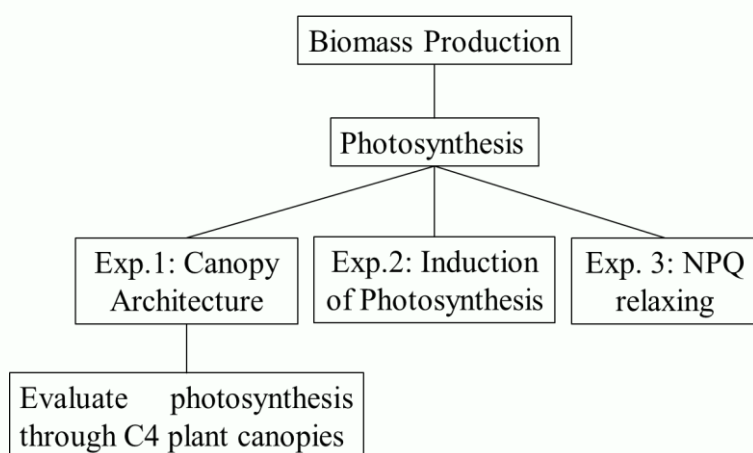 Biomass Production
Photosynthesis
Exp.1: Canopy
Architecture
Exp.2: Induction
of Photosynthesis
Exp. 3: NPQ
relaxing
Evaluate photosynthesis
through C4 plant canopies